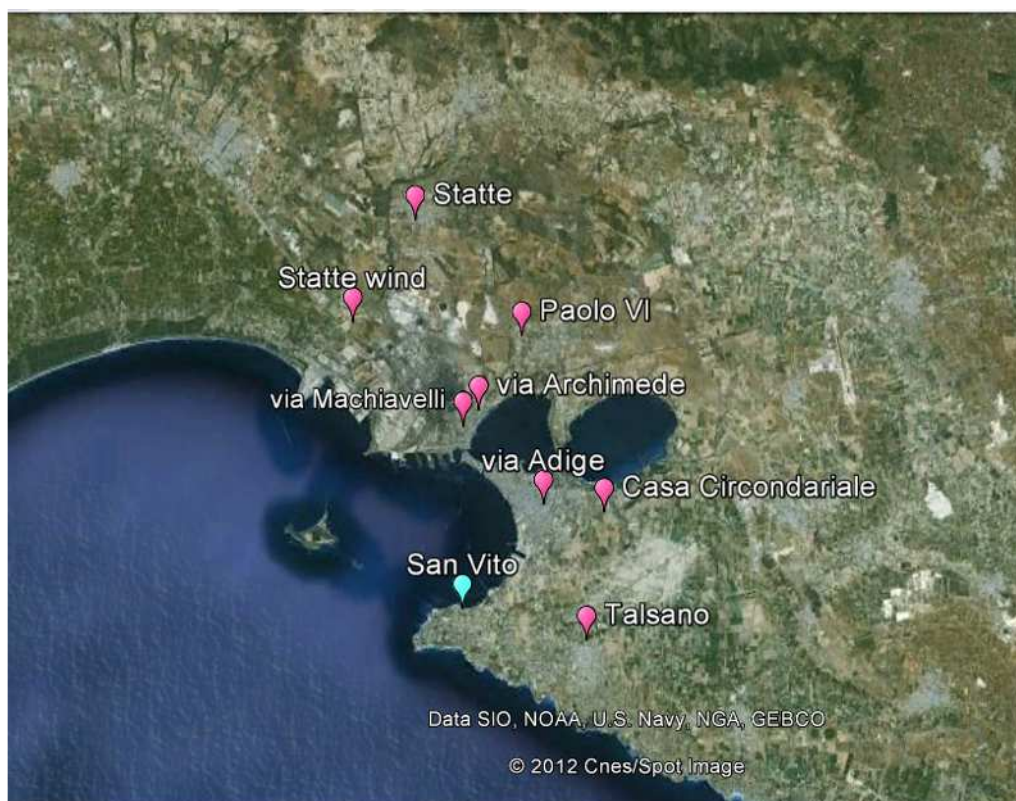 Statte
Statte wind
Paolo VI
via Archimede
via Machiavelli
via Adige
Casa Circondariale
San Vito
Talsano
Data SIO, NOAA, U.S. Navy, NGA, GEBCO
© 2012 Cnes/Spot Image